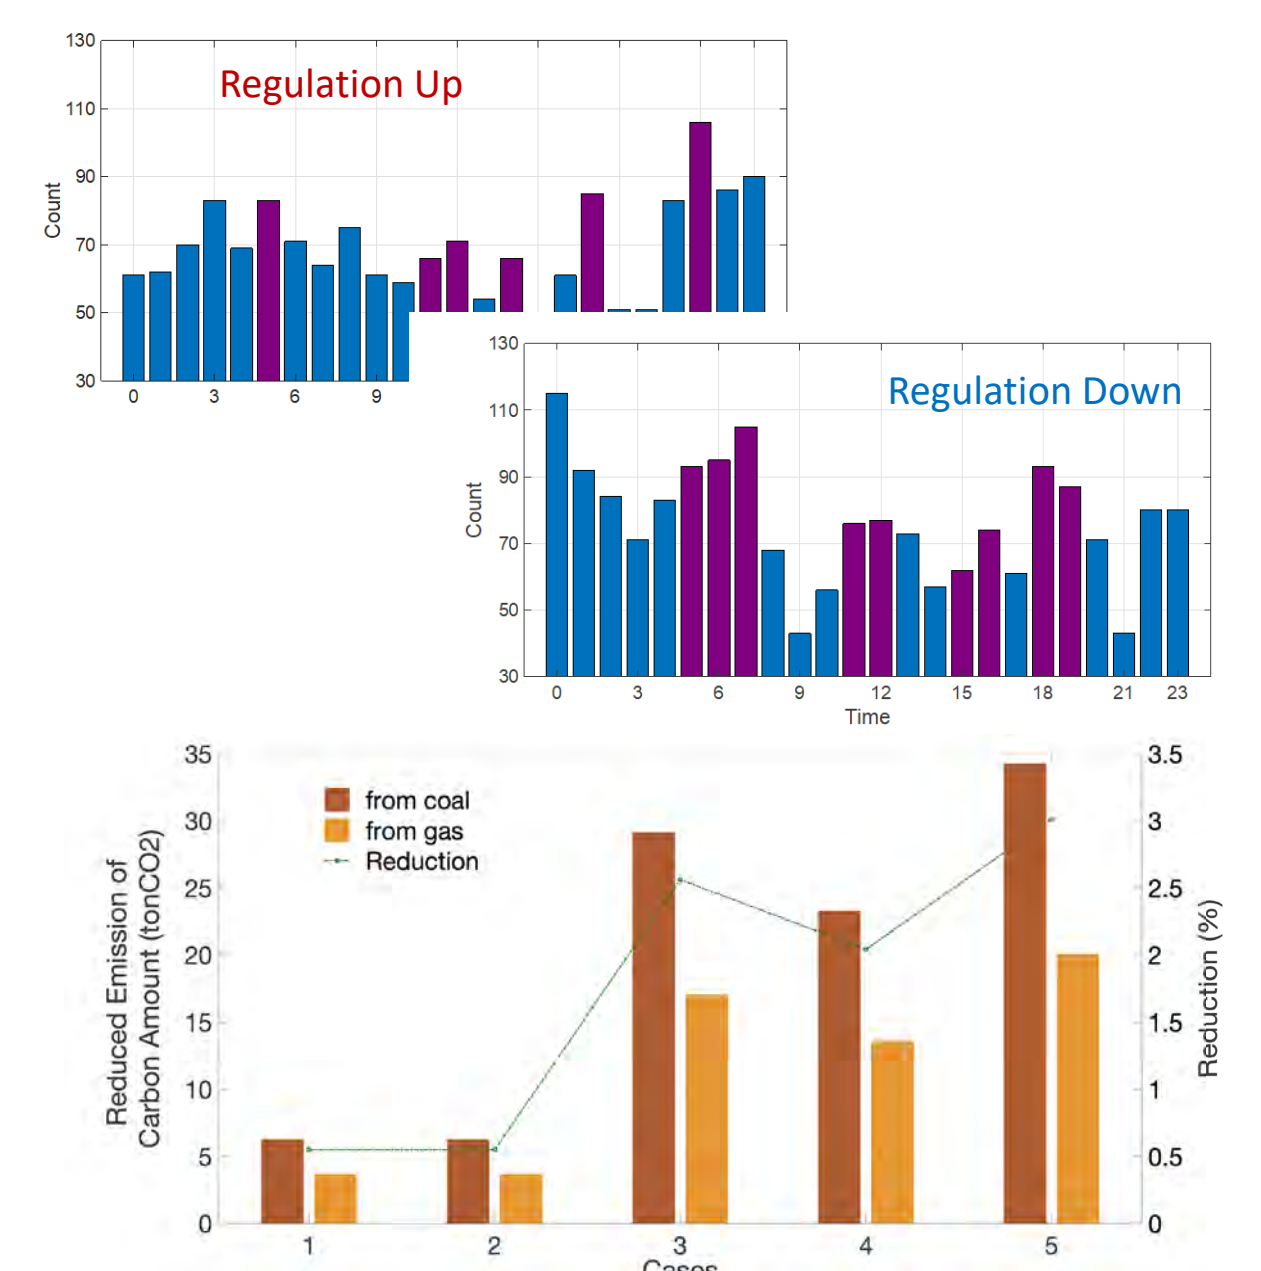 Regulation Up
130
110
90
70
50
30
Count
0 3 6 9
Regulation Down
130
110
90
70
50
30
Count
0 3 6 9 12 15 18 21 23
Time
from coal
from gas
Reduction
35
30
25
20
15
10
5
0
Reduced Emission of
Carbon Amount (tonCO2)
3.5
3
2.5
2
1.5
1
0.5
0
Reduction (%)
1 2 3 4 5
Cases